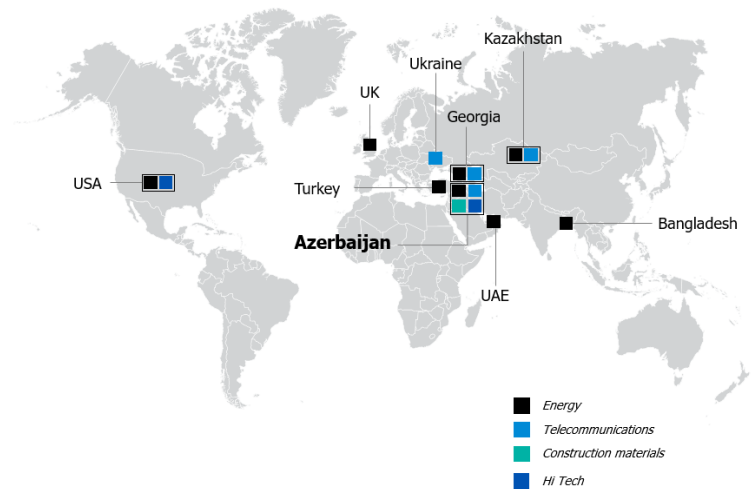 Kazakhstan
Ukraine
UK
Georgia
USA
Turkey
Bangladesh
Azerbaijan
UAE
Energy
Telecommunications
Construction materials
Hi Tech